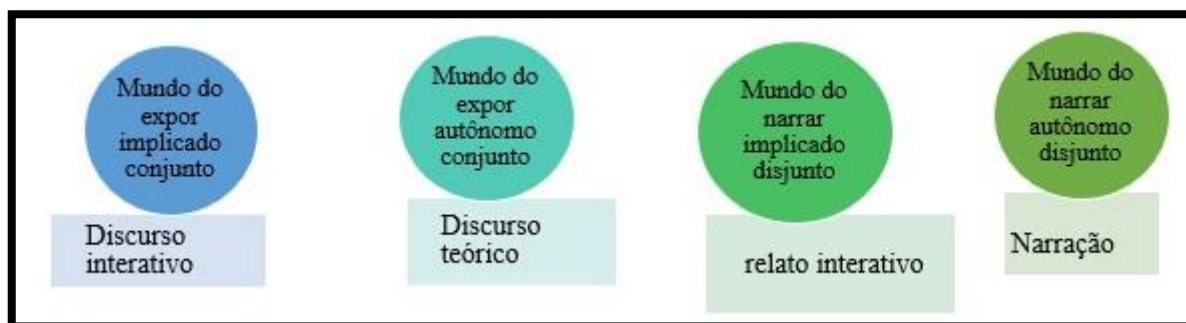 Mundo do
expor
implicado
conjunto
Discurso
interativo
Mundo do
expor
autônomo
conjunto
Discurso
teórico
Mundo do
narrar
implicado
disjunto
relato interativo
Mundo do
narrar
autônomo
disjunto
Narração